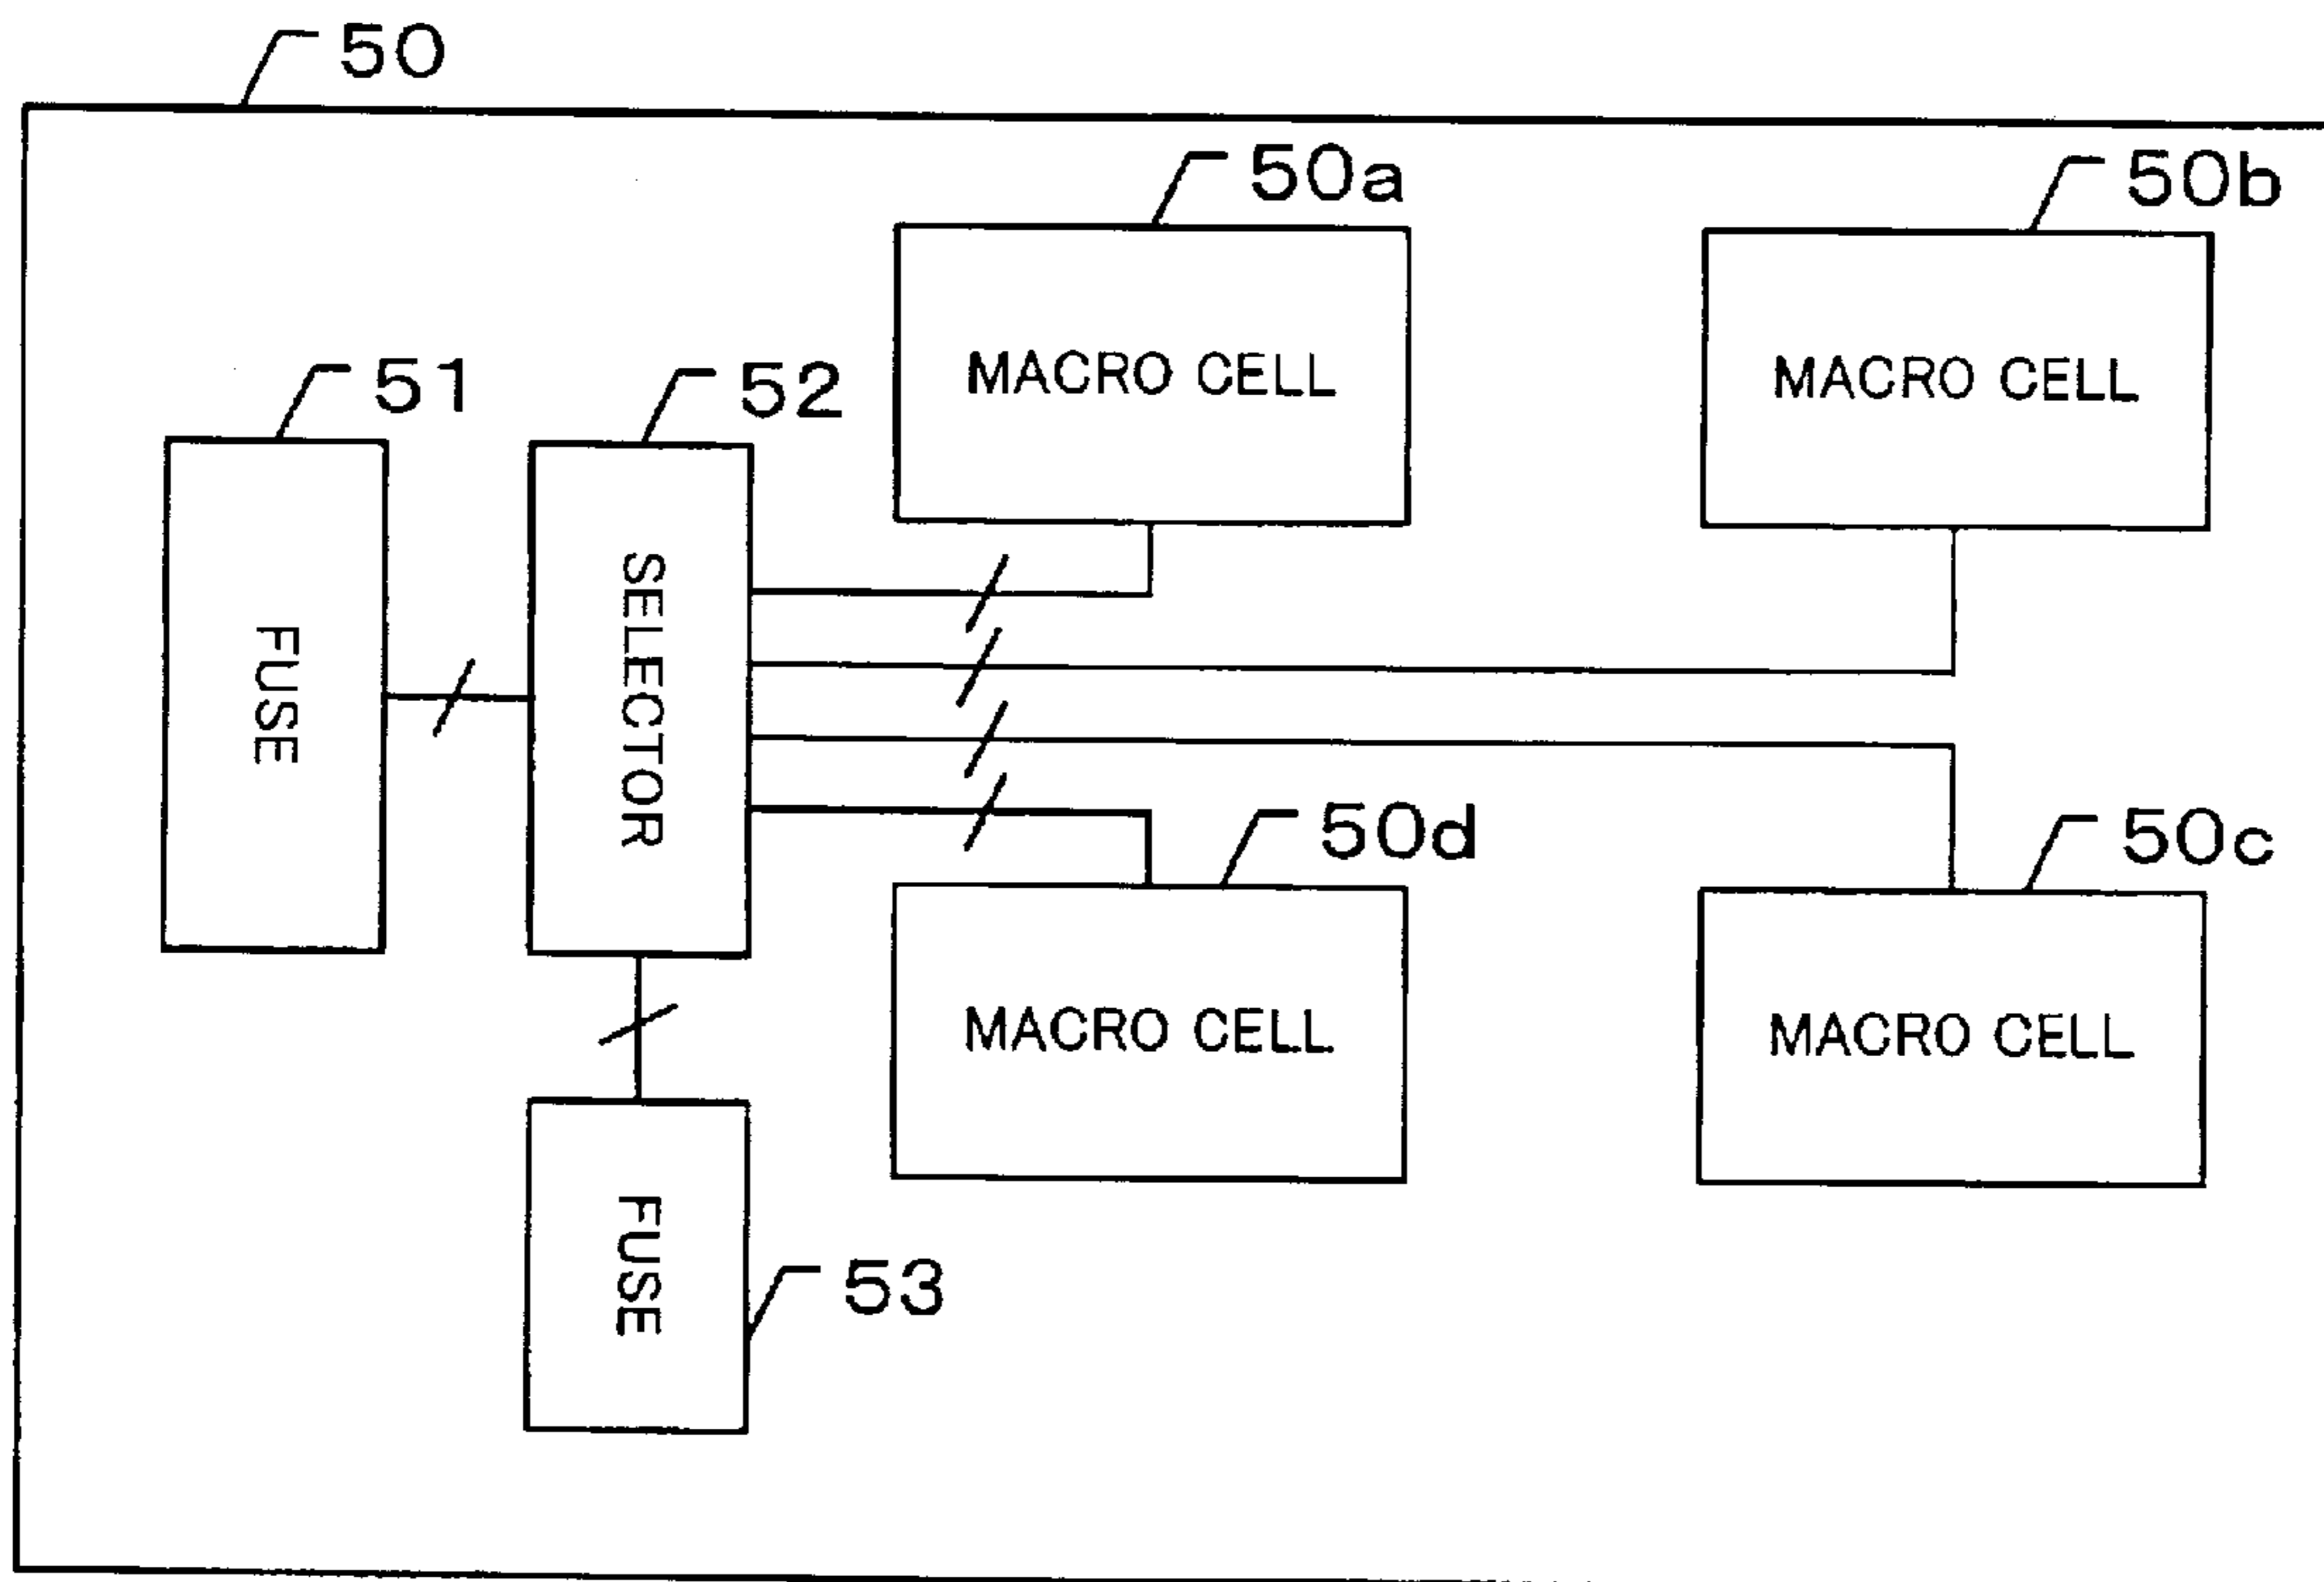 50
50a
50b
MACRO CELL
MACRO CELL
51
52
FUSE
SELECTOR
50d
50c
MACRO CELL
MACRO CELL
FUSE
53